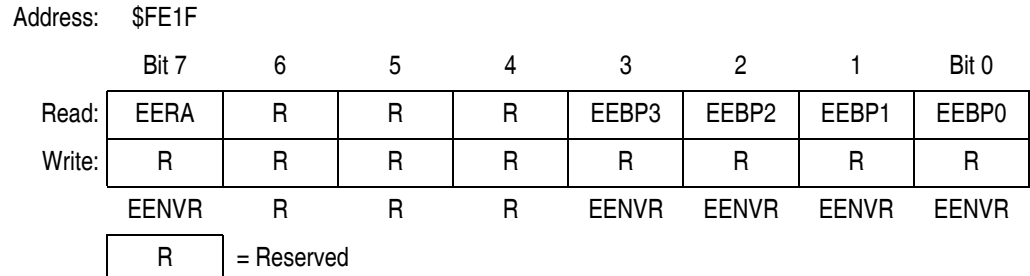 Address: $FE1F
Bit 7 6 5 4 3 2 1 Bit 0
Read: EERA R R R EEBP3 EEBP2 EEBP1 EEBP0
Write: R R R R R R R R
EENVR R R R EENVR EENVR EENVR EENVR
R = Reserved